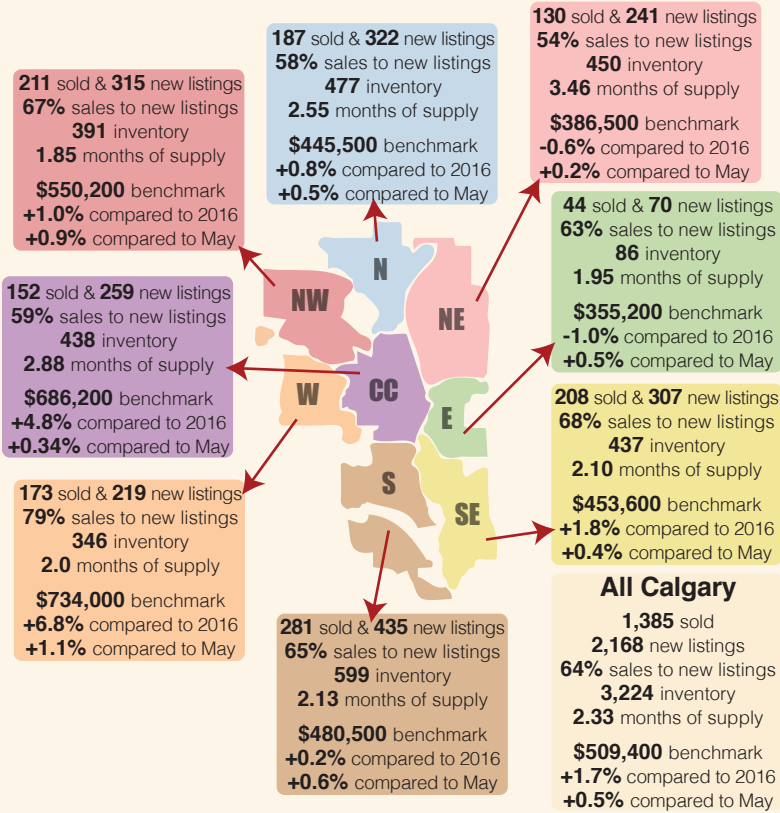 211 sold & 315 new listings
67% sales to new listings
391 inventory
1.85 months of supply
$550,200 benchmark
+1.0% compared to 2016
+0.9% compared to May
187 sold & 322 new listings
58% sales to new listings
477 inventory
2.55 months of supply
$445,500 benchmark
+0.8% compared to 2016
+0.5% compared to May
130 sold & 241 new listings
54% sales to new listings
450 inventory
3.46 months of supply
$386,500 benchmark
-0.6% compared to 2016
+0.2% compared to May
44 sold & 70 new listings
63% sales to new listings
86 inventory
1.95 months of supply
$355,200 benchmark
-1.0% compared to 2016
+0.5% compared to May
152 sold & 259 new listings
59% sales to new listings
438 inventory
2.88 months of supply
$686,200 benchmark
+4.8% compared to 2016
+0.34% compared to May
N
NW
NE
W
CC
E
S
SE
208 sold & 307 new listings
68% sales to new listings
437 inventory
2.10 months of supply
$453,600 benchmark
+1.8% compared to 2016
+0.4% compared to May
173 sold & 219 new listings
79% sales to new listings
346 inventory
2.0 months of supply
$734,000 benchmark
+6.8% compared to 2016
+1.1% compared to May
281 sold & 435 new listings
65% sales to new listings
599 inventory
2.13 months of supply
$480,500 benchmark
+0.2% compared to 2016
+0.6% compared to May
All Calgary
1,385 sold
2,168 new listings
64% sales to new listings
3,224 inventory
2.33 months of supply
$509,400 benchmark
+1.7% compared to 2016
+0.5% compared to May